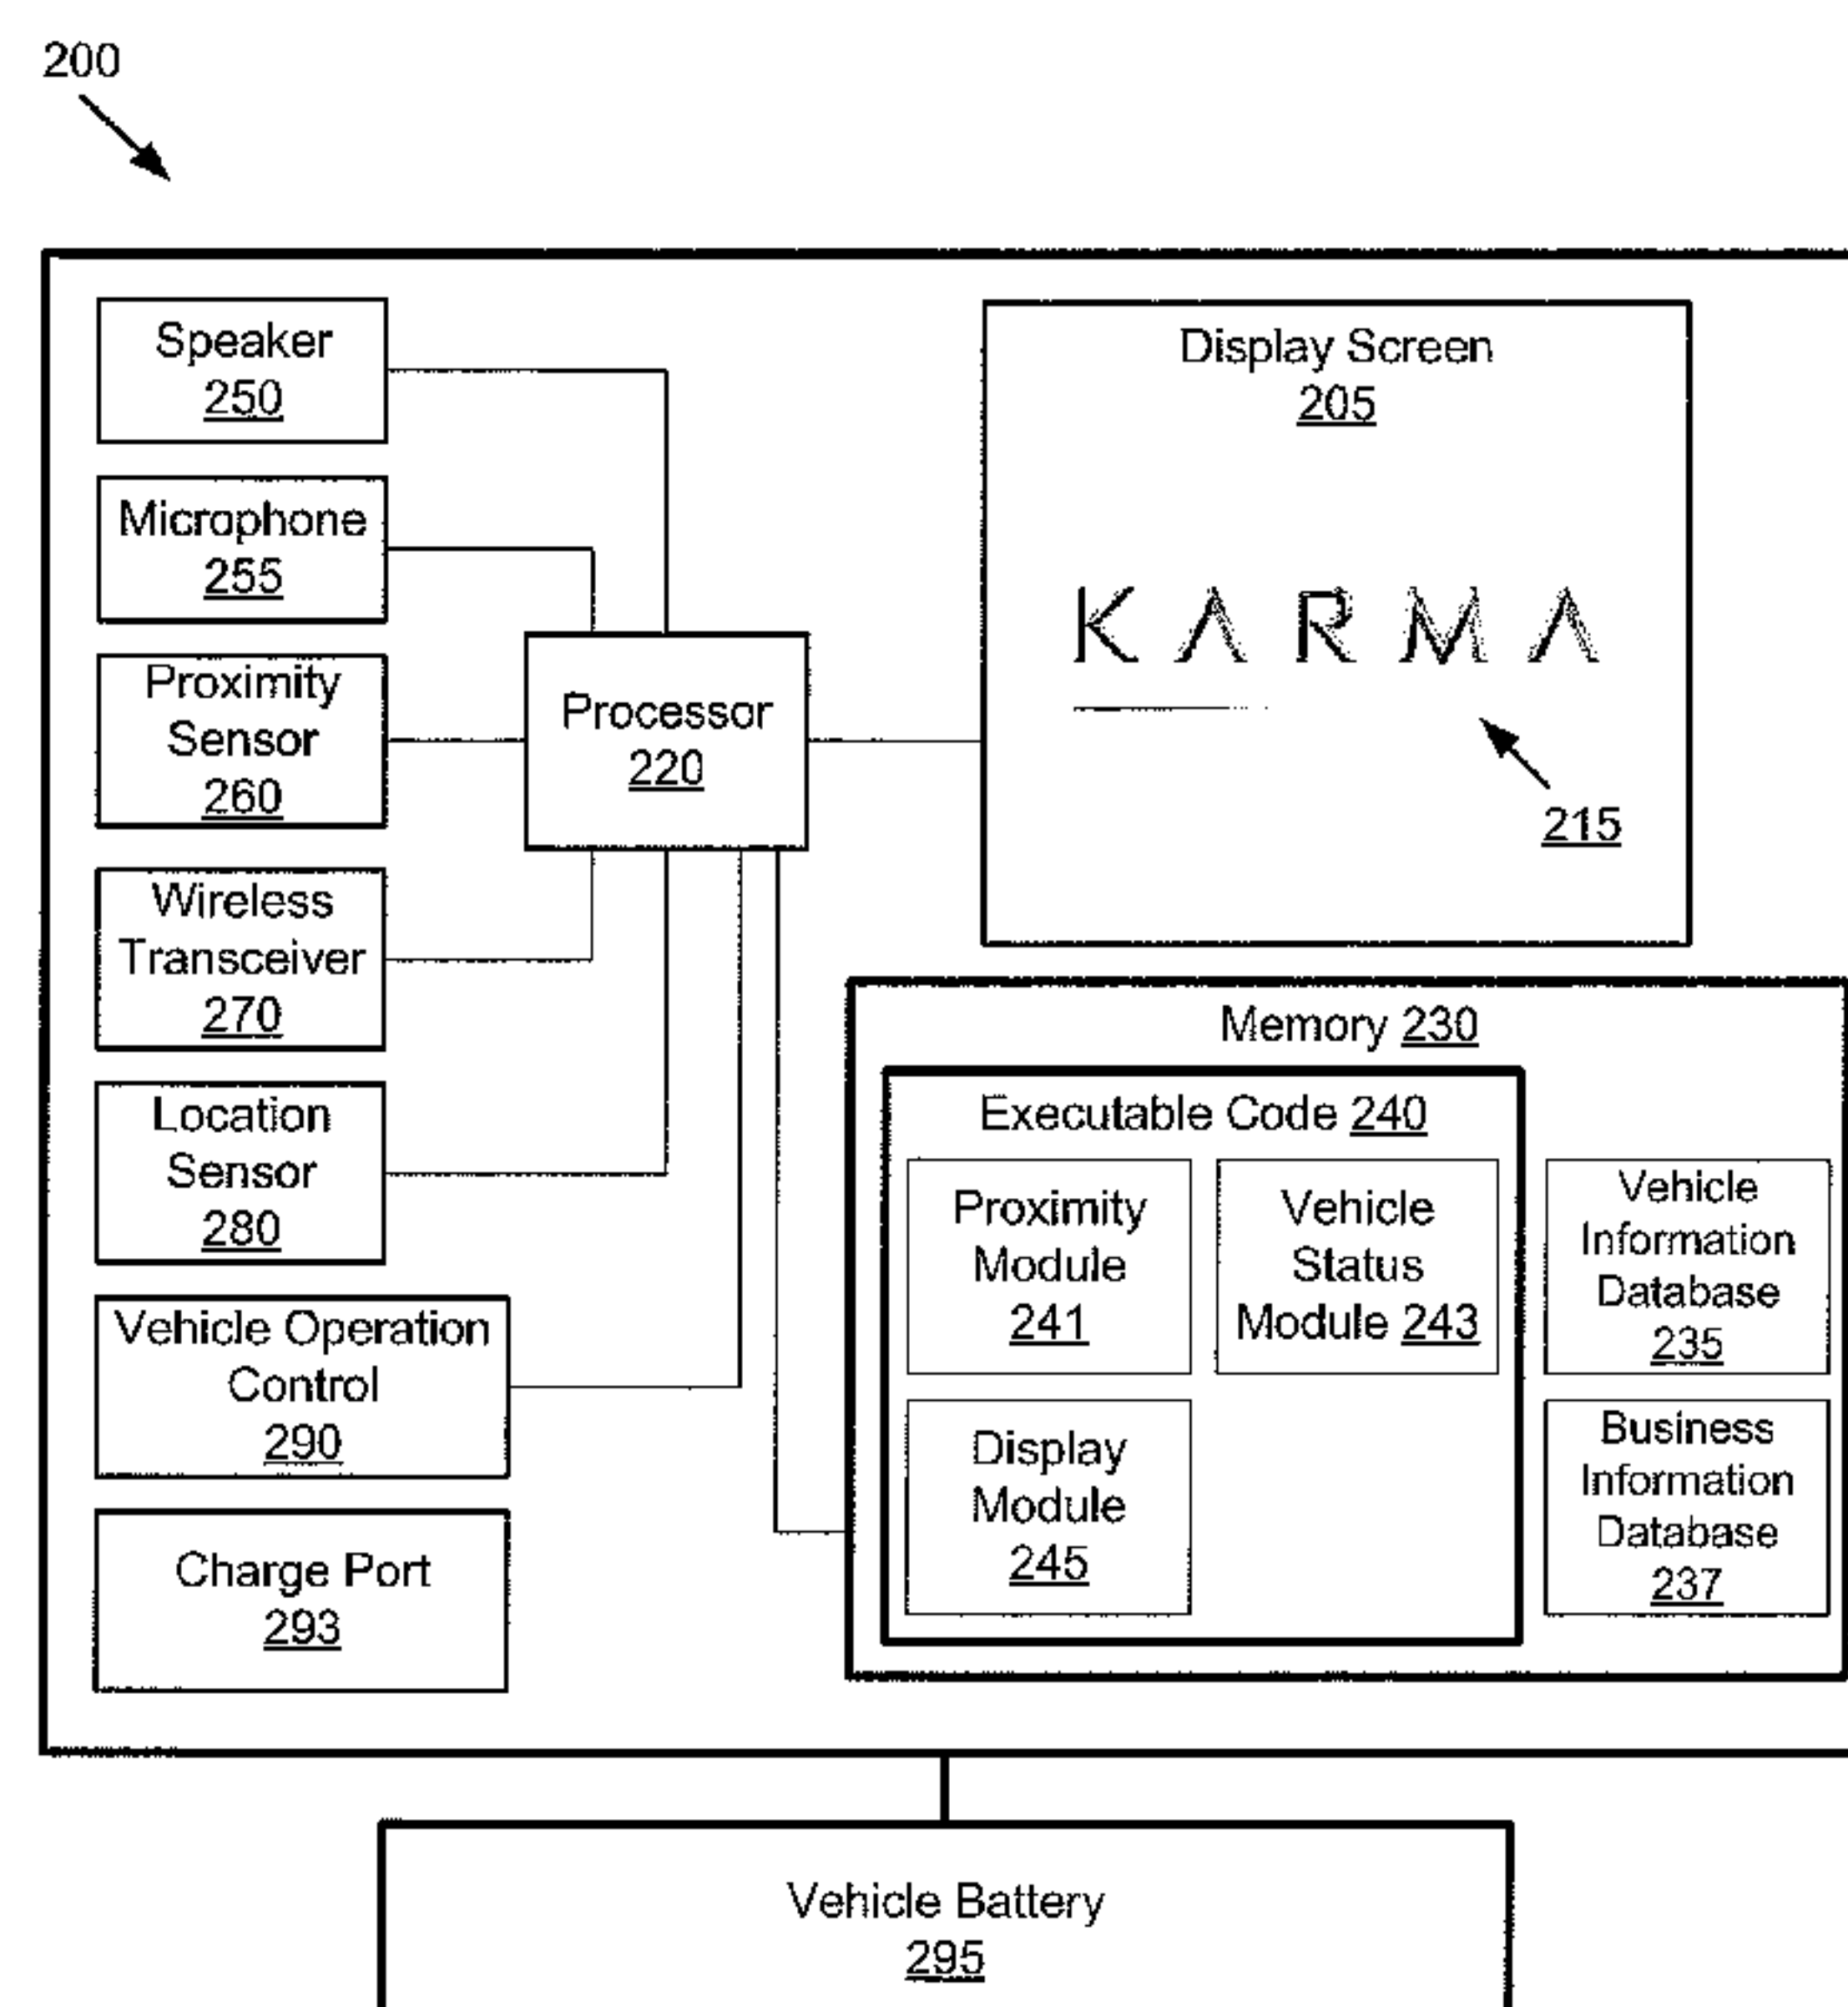 200
Speaker
250
Microphone
255
Proximity
Sensor
260
Wireless
Transceiver
270
Location
Sensor
280
Vehicle Operation
Control
290
Charge Port
293
Processor
220
Display Screen
205
KARMA
215
Memory 230
Executable Code 240
Proximity
Module
241
Vehicle
Status
Module 243
Display
Module
245
Vehicle
Information
Database
235
Business
Information
Database
237
Vehicle Battery
295